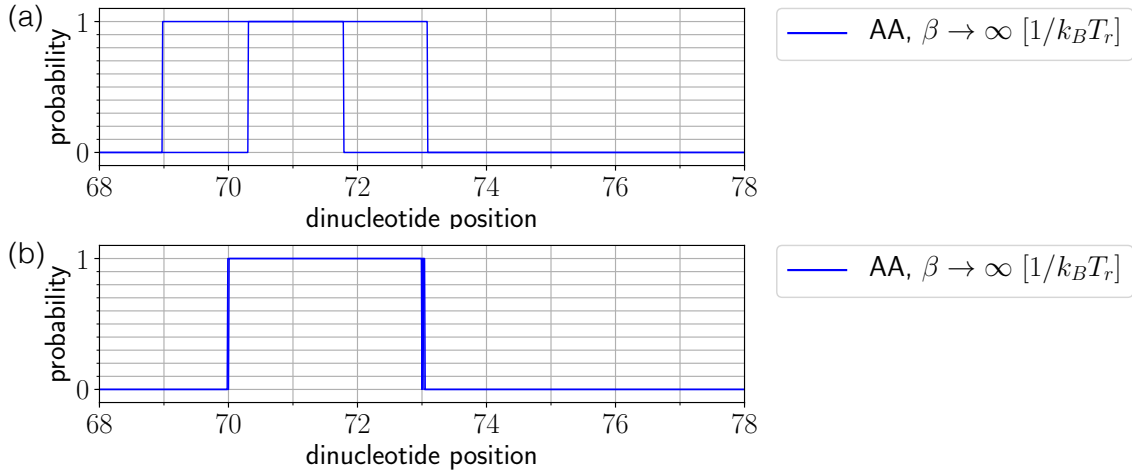 (a)
probability
1
0
68 70 72 74 76 78
dinucleotide position
AA, β → ∞ [1/k_BT_r]
(b)
probability
1
0
68 70 72 74 76 78
dinucleotide position
AA, β → ∞ [1/k_BT_r]